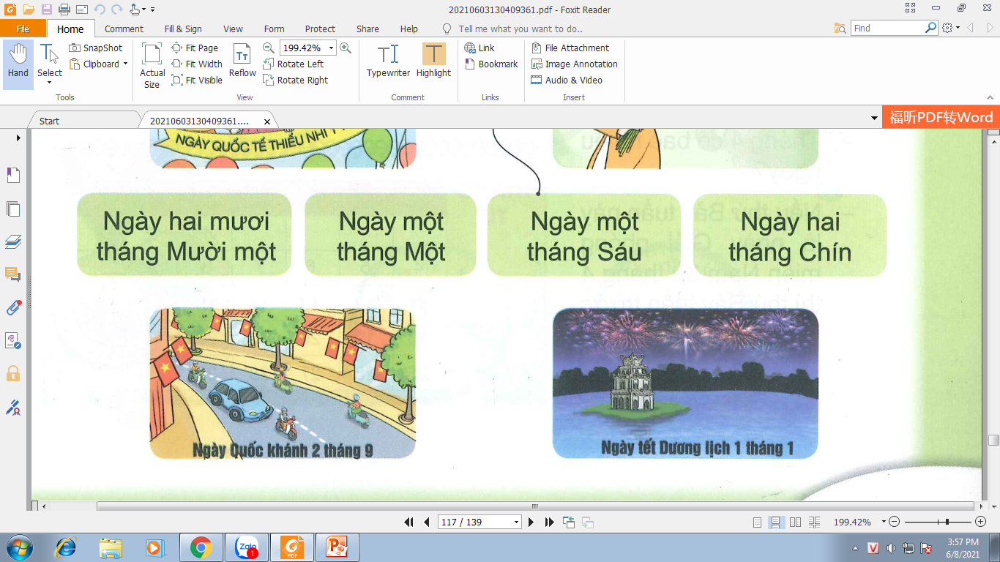 20210603130409361.pdf - Foxit Reader
File Home Comment Fill & Sign View Form Protect Share Help Tell me what you want to do.. Find
Hand
Select
SnapShot
Clipboard
Tools
Actual Size
Fit Page
Fit Width
Fit Visible
Reflow
199.42%
Rotate Left
Rotate Right
View
Typewriter
Highlight
Comment
Link
Bookmark
Links
File Attachment
Image Annotation
Audio & Video
Insert
Start
20210603130409361....
福昕PDF转Word
NGÀY QUỐC TẾ THIẾU NHI
Ngày hai mươi
tháng Mười một
Ngày một
tháng Một
Ngày một
tháng Sáu
Ngày hai
tháng Chín
Ngày Quốc khánh 2 tháng 9
Ngày tết Dương lịch 1 tháng 1
117 / 139
199.42%
Zalo
1
PDF
V
3:57 PM
6/8/2021